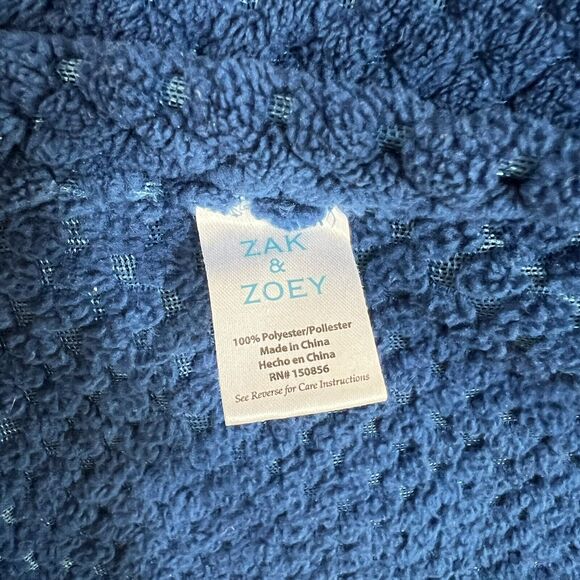 ZAK
&
ZOEY
100% Polyester/Poliester
Made in China
Hecho en China
RN# 150856
See Reverse for Care Instructions